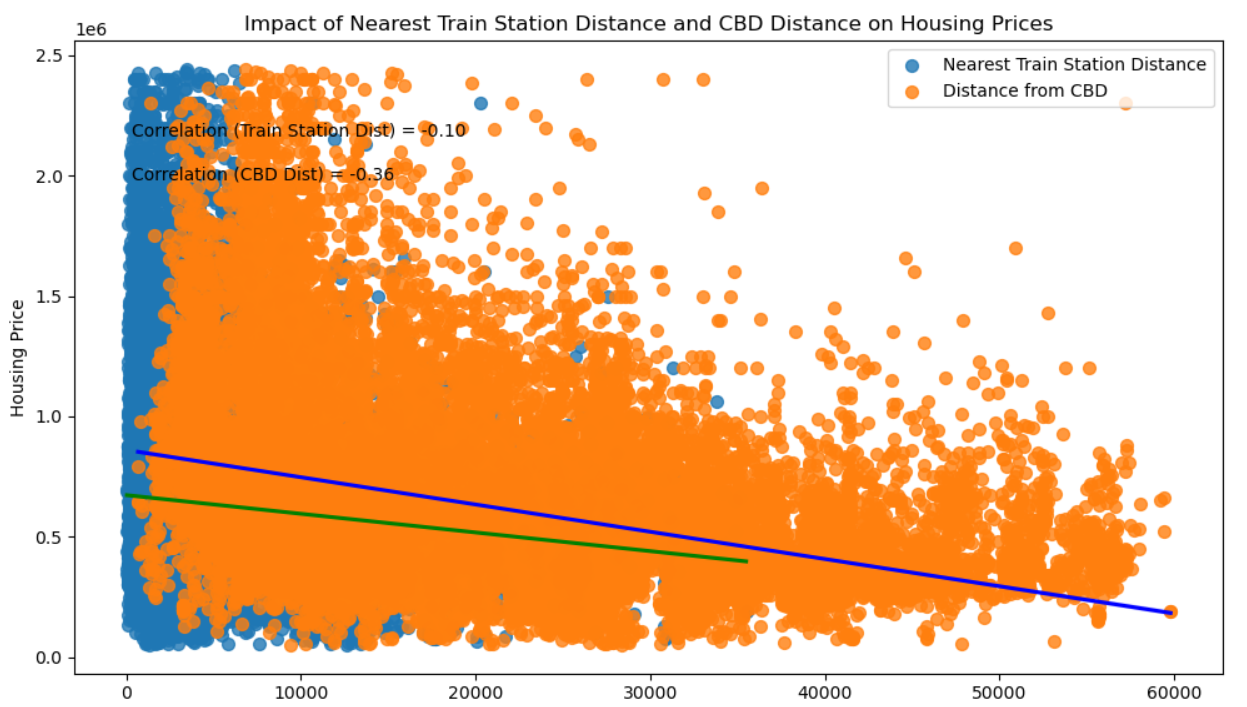 Impact of Nearest Train Station Distance and CBD Distance on Housing Prices
1e6
2.5
2.0
1.5
1.0
0.5
0.0
Housing Price
Nearest Train Station Distance
Distance from CBD
Correlation (Train Station Dist) = -0.10
Correlation (CBD Dist) = -0.36
0
10000
20000
30000
40000
50000
60000